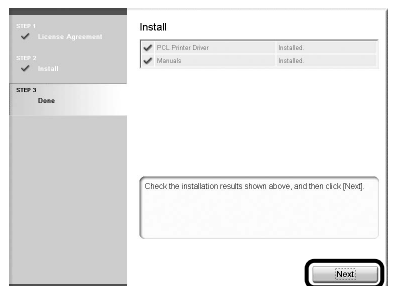 STEP 1
License Agreement
STEP 2
Install
STEP 3
Done
Install
PCL Printer Driver Installed.
Manuals Installed.
Check the installation results shown above, and then click [Next].
Next